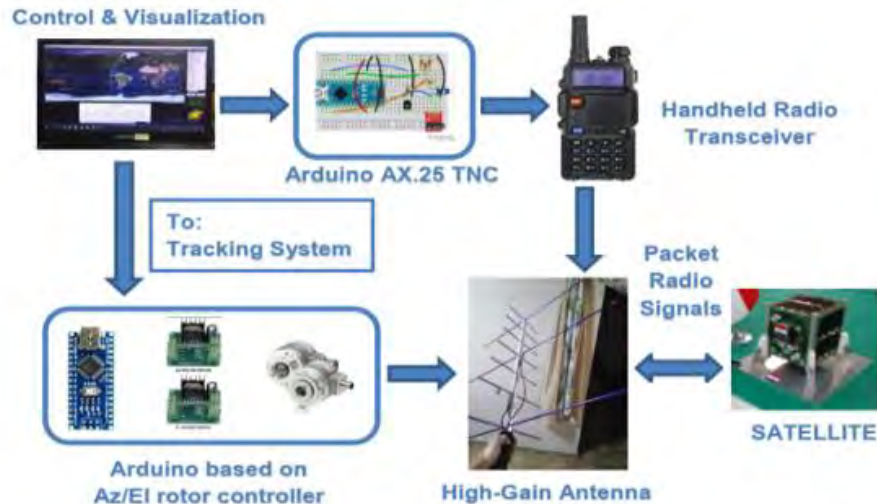 Control & Visualization
Arduino AX.25 TNC
Handheld Radio
Transceiver
To:
Tracking System
Packet
Radio
Signals
SATELLITE
Arduino based on
Az/El rotor controller
High-Gain Antenna